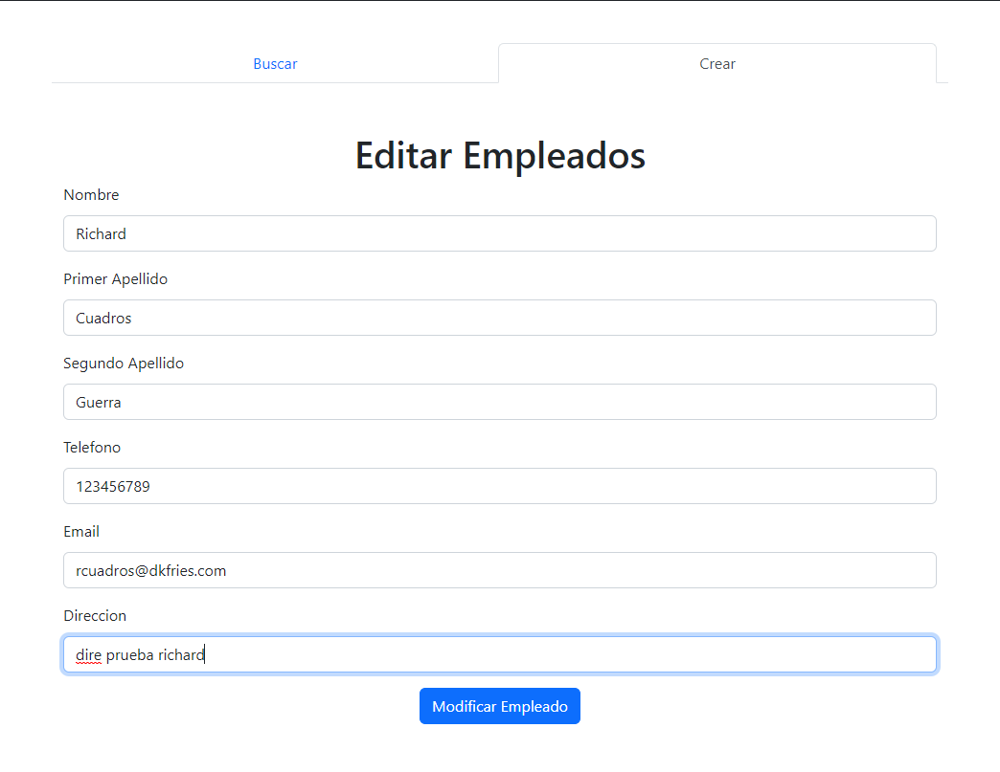 Buscar
Crear
Editar Empleados
Nombre
Richard
Primer Apellido
Cuadros
Segundo Apellido
Guerra
Telefono
123456789
Email
rcuadros@dkfries.com
Direccion
dire prueba richard
Modificar Empleado